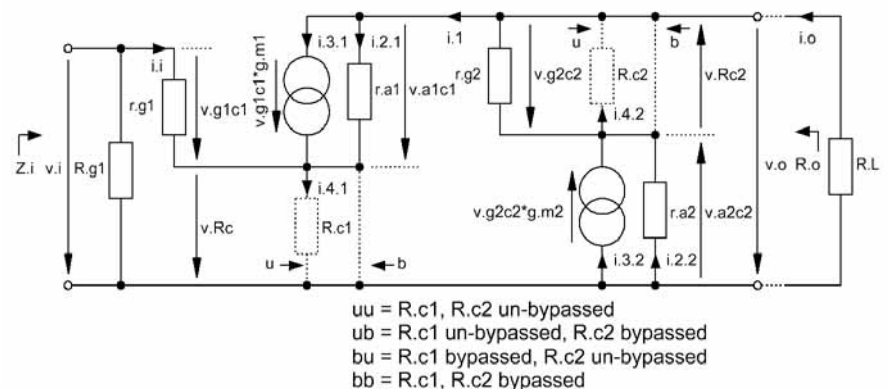 i.3.1
i.2.1
i.1
u
b
i.o
i.i
r.g1
v.g1c1
v.g1c1*g.m1
r.a1
v.a1c1
r.g2
v.g2c2
R.c2
v.Rc2
i.4.2
Z.i
v.i
R.g1
v.Rc
i.4.1
R.c1
u
b
v.g2c2*g.m2
r.a2
v.a2c2
v.o
R.o
R.L
i.3.2
i.2.2
uu = R.c1, R.c2 un-bypassed
ub = R.c1 un-bypassed, R.c2 bypassed
bu = R.c1 bypassed, R.c2 un-bypassed
bb = R.c1, R.c2 bypassed